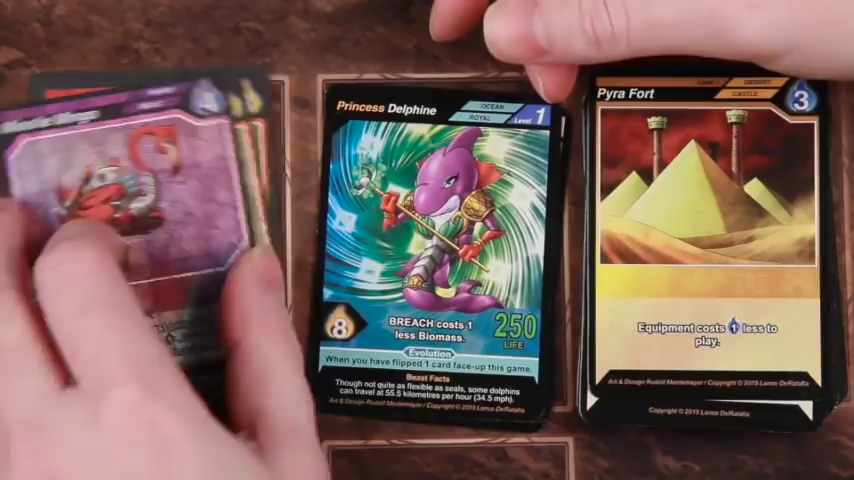 Princess Delphine
OCEAN
ROYAL
Level 1
8
BREACH costs 1
less Biomass.
250
LIFE
Evolution
When you have flipped 1 card face-up this game.
Beast Facts
Though not quite as flexible as seals, some dolphins
can travel at 55.5 kilometres per hour (34.5 mph).
Art & Design Rudolf Montemayor / Copyright © 2015 Lance DeRatafia
Pyra Fort
Level 1
DESERT
CASTLE
3
Equipment costs 1 less to
play.
Art & Design Rudolf Montemayor / Copyright © 2015 Lance DeRatafia
Copyright © 2015 Lance DeRatafia